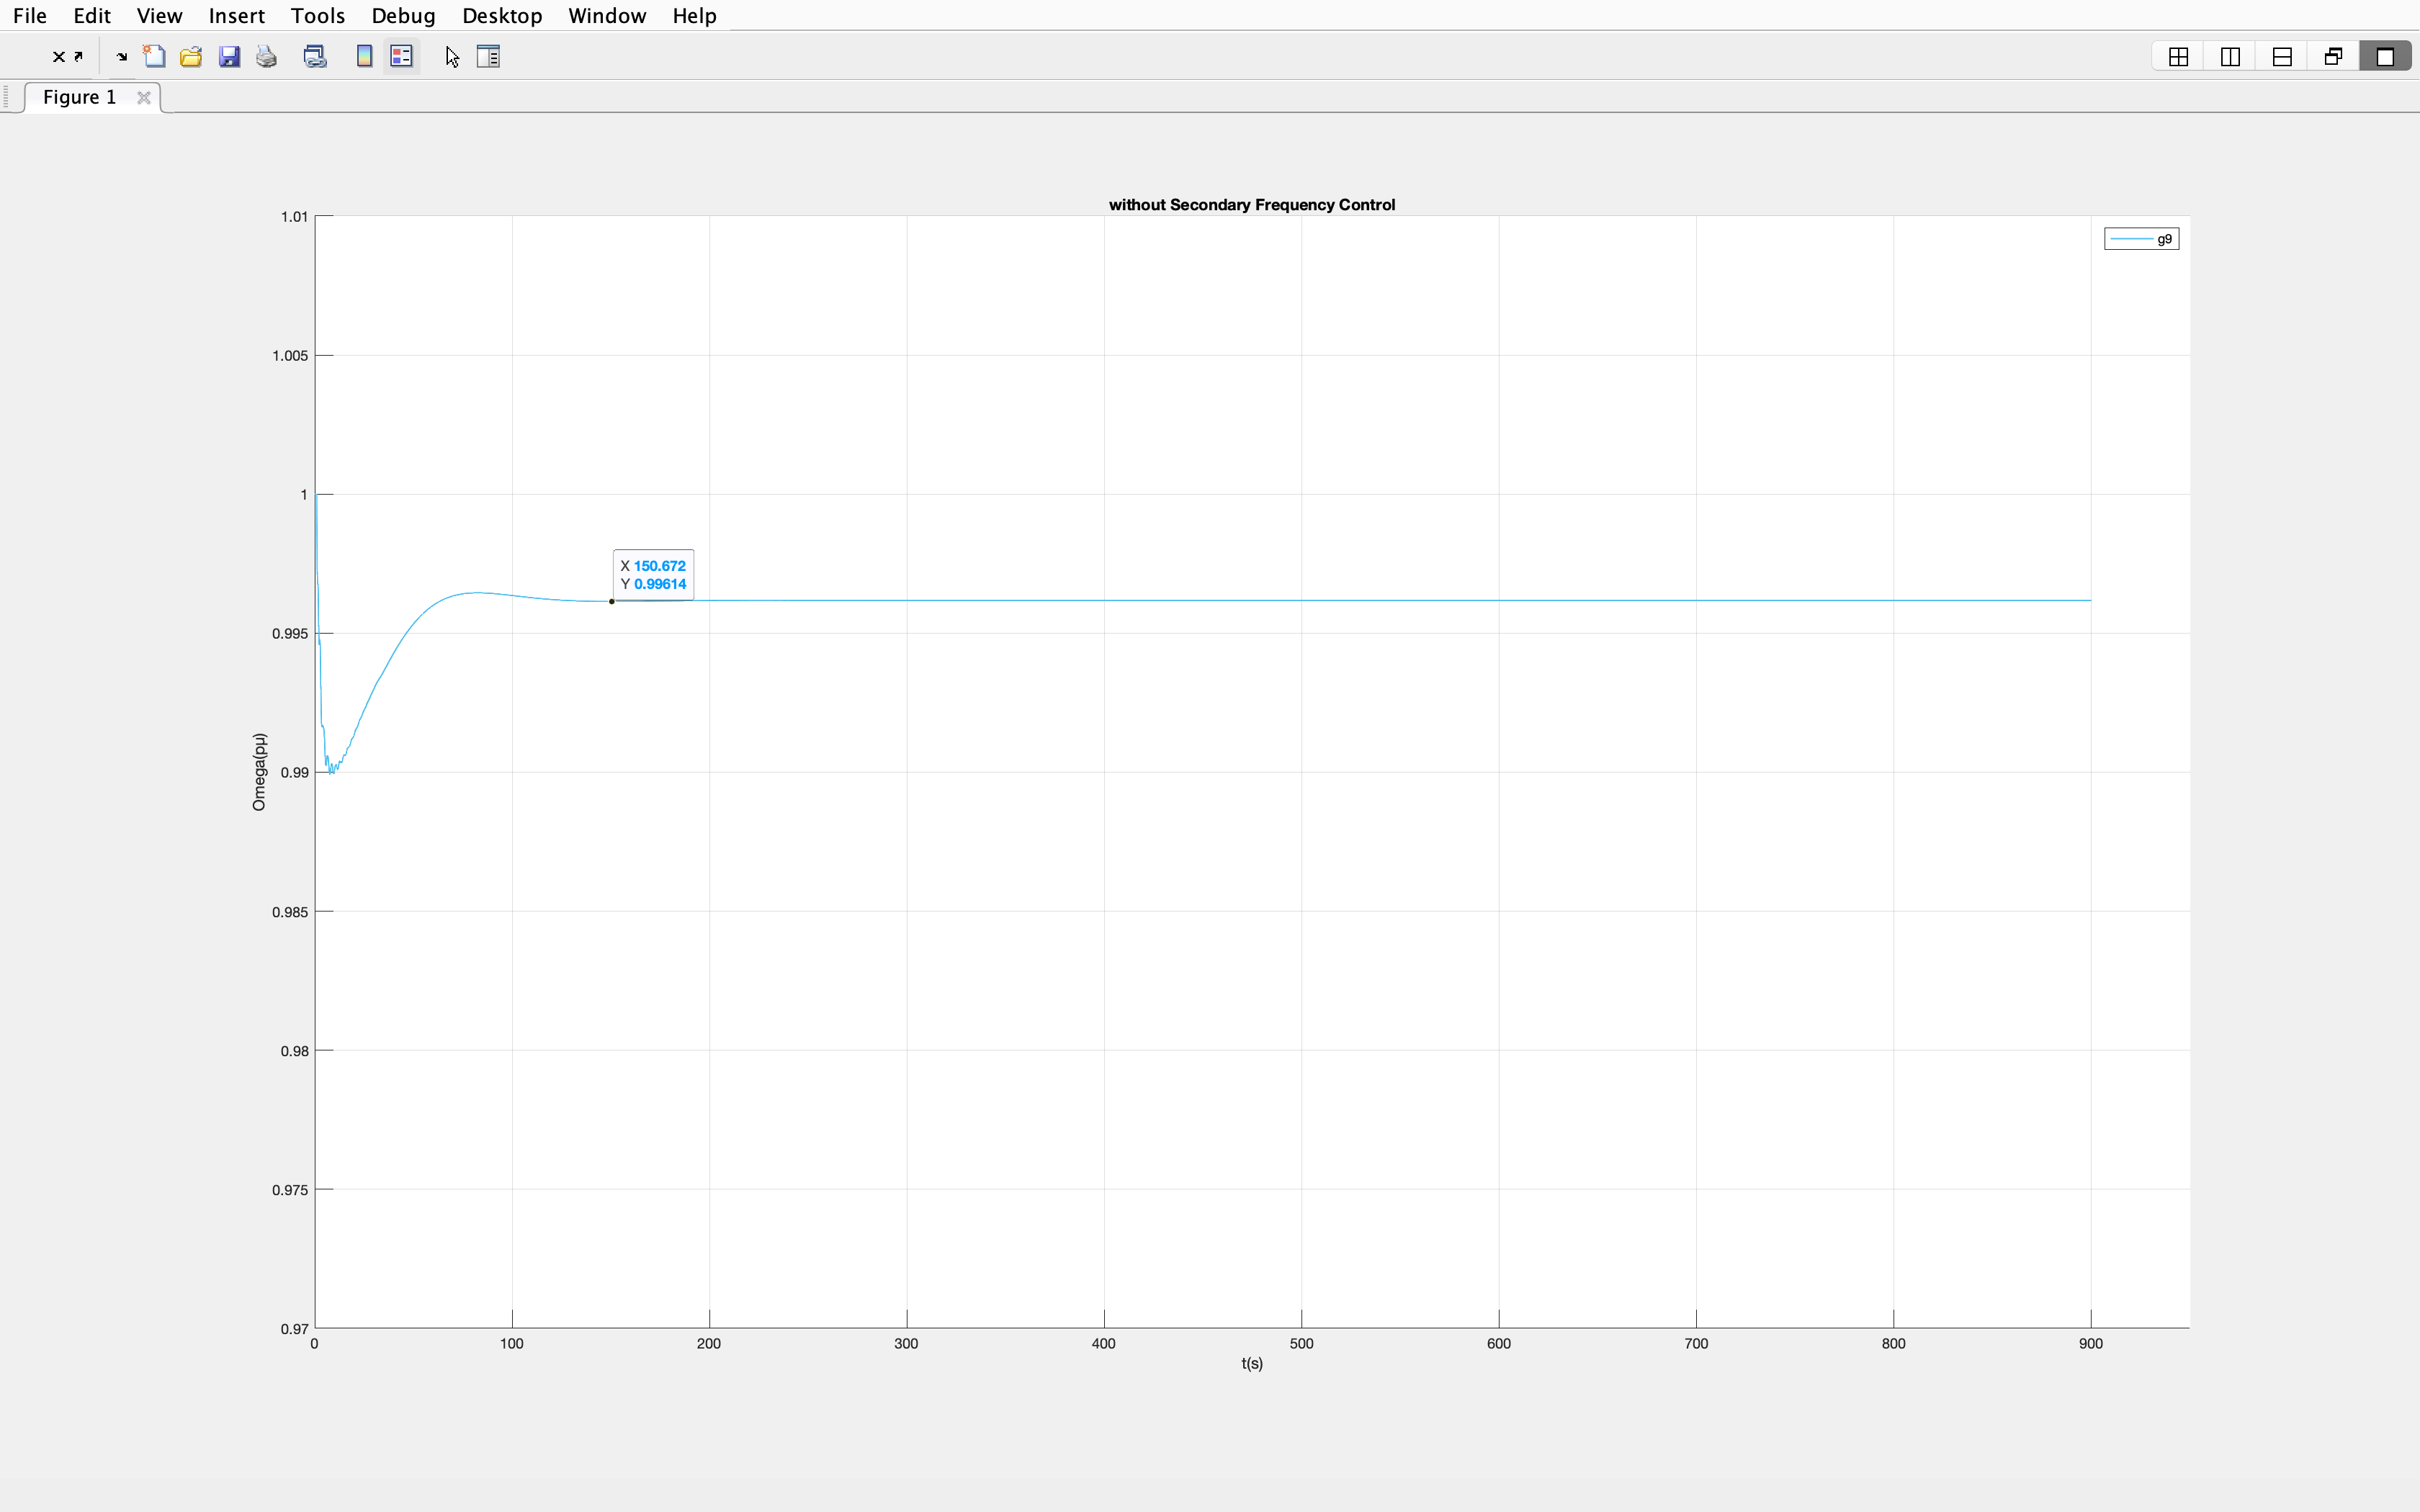 File Edit View Insert Tools Debug Desktop Window Help
Figure 1
without Secondary Frequency Control
g9
1.01
1.005
1
0.995
0.99
0.985
0.98
0.975
0.97
X 150.672
Y 0.99614
Omega(pμ)
0 100 200 300 400 500 600 700 800 900
t(s)